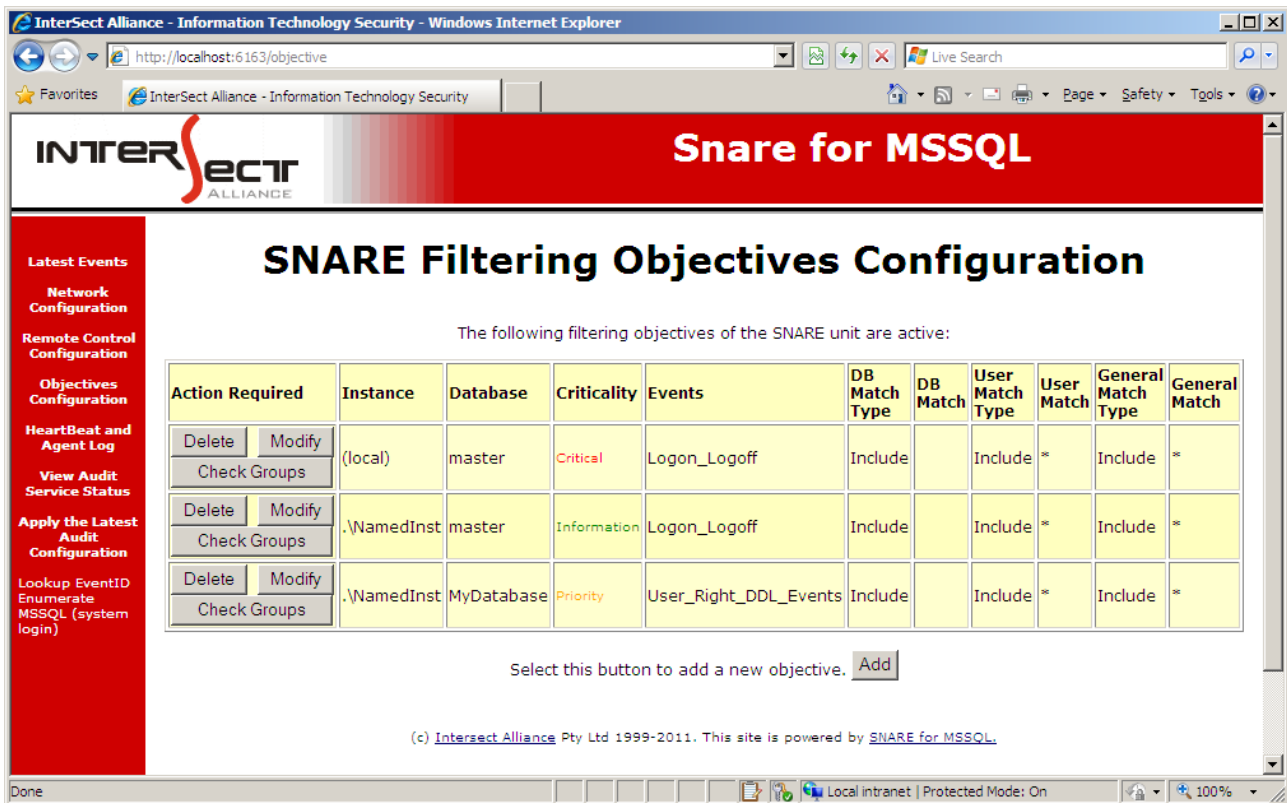 InterSect Alliance - Information Technology Security - Windows Internet Explorer
http://localhost:6163/objective
Live Search
Favorites
InterSect Alliance - Information Technology Security
Page
Safety
Tools
INTERSECT
ALLIANCE
Snare for MSSQL
Latest Events
Network
Configuration
Remote Control
Configuration
Objectives
Configuration
HeartBeat and
Agent Log
View Audit
Service Status
Apply the Latest
Audit
Configuration
Lookup EventID
Enumerate
MSSQL (system
login)
SNARE Filtering Objectives Configuration
The following filtering objectives of the SNARE unit are active:
Action Required Instance Database Criticality Events DB Match Type DB Match User Match Type User Match General Match Type General Match
Delete Modify
Check Groups
(local) master Critical Logon_Logoff Include Include * Include *
Delete Modify
Check Groups
.\NamedInst master Information Logon_Logoff Include Include * Include *
Delete Modify
Check Groups
.\NamedInst MyDatabase Priority User_Right_DDL_Events Include Include * Include *
Select this button to add a new objective. Add
(c) Intersect Alliance Pty Ltd 1999-2011. This site is powered by SNARE for MSSQL.
Done
Local intranet | Protected Mode: On
100%